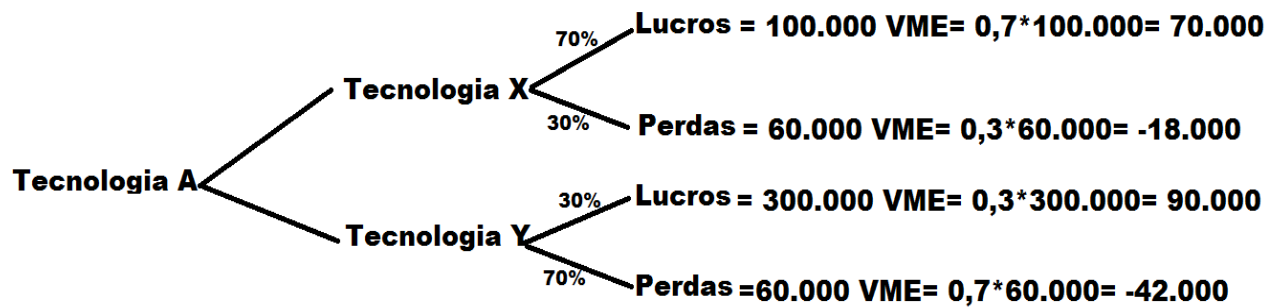 70%
Lucros = 100.000 VME= 0,7*100.000= 70.000
Tecnologia X
30%
Perdas = 60.000 VME= 0,3*60.000= -18.000
Tecnologia A
30%
Lucros = 300.000 VME= 0,3*300.000= 90.000
Tecnologia Y
70%
Perdas =60.000 VME= 0,7*60.000= -42.000